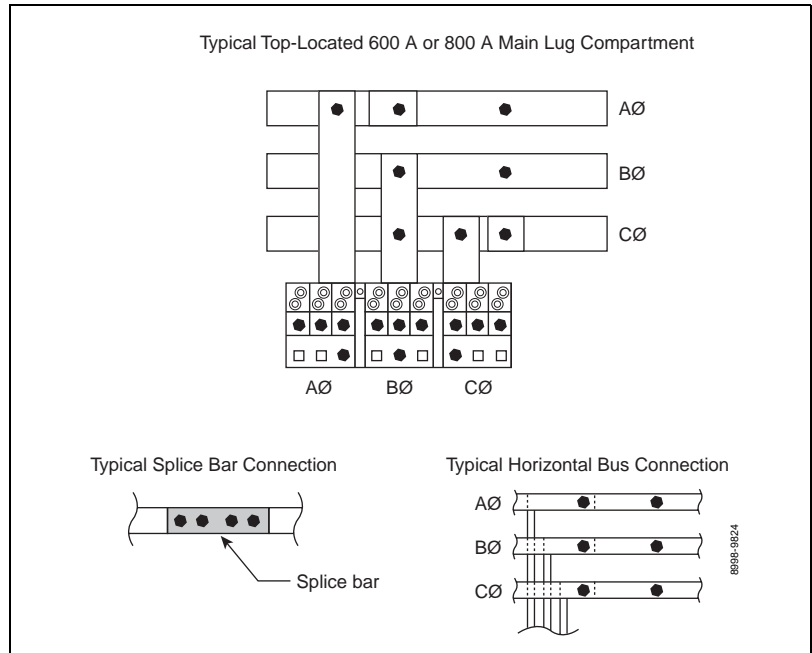 Typical Top-Located 600 A or 800 A Main Lug Compartment
AØ
BØ
CØ
AØ BØ CØ
Typical Splice Bar Connection
Splice bar
Typical Horizontal Bus Connection
AØ
BØ
CØ
8998-9824